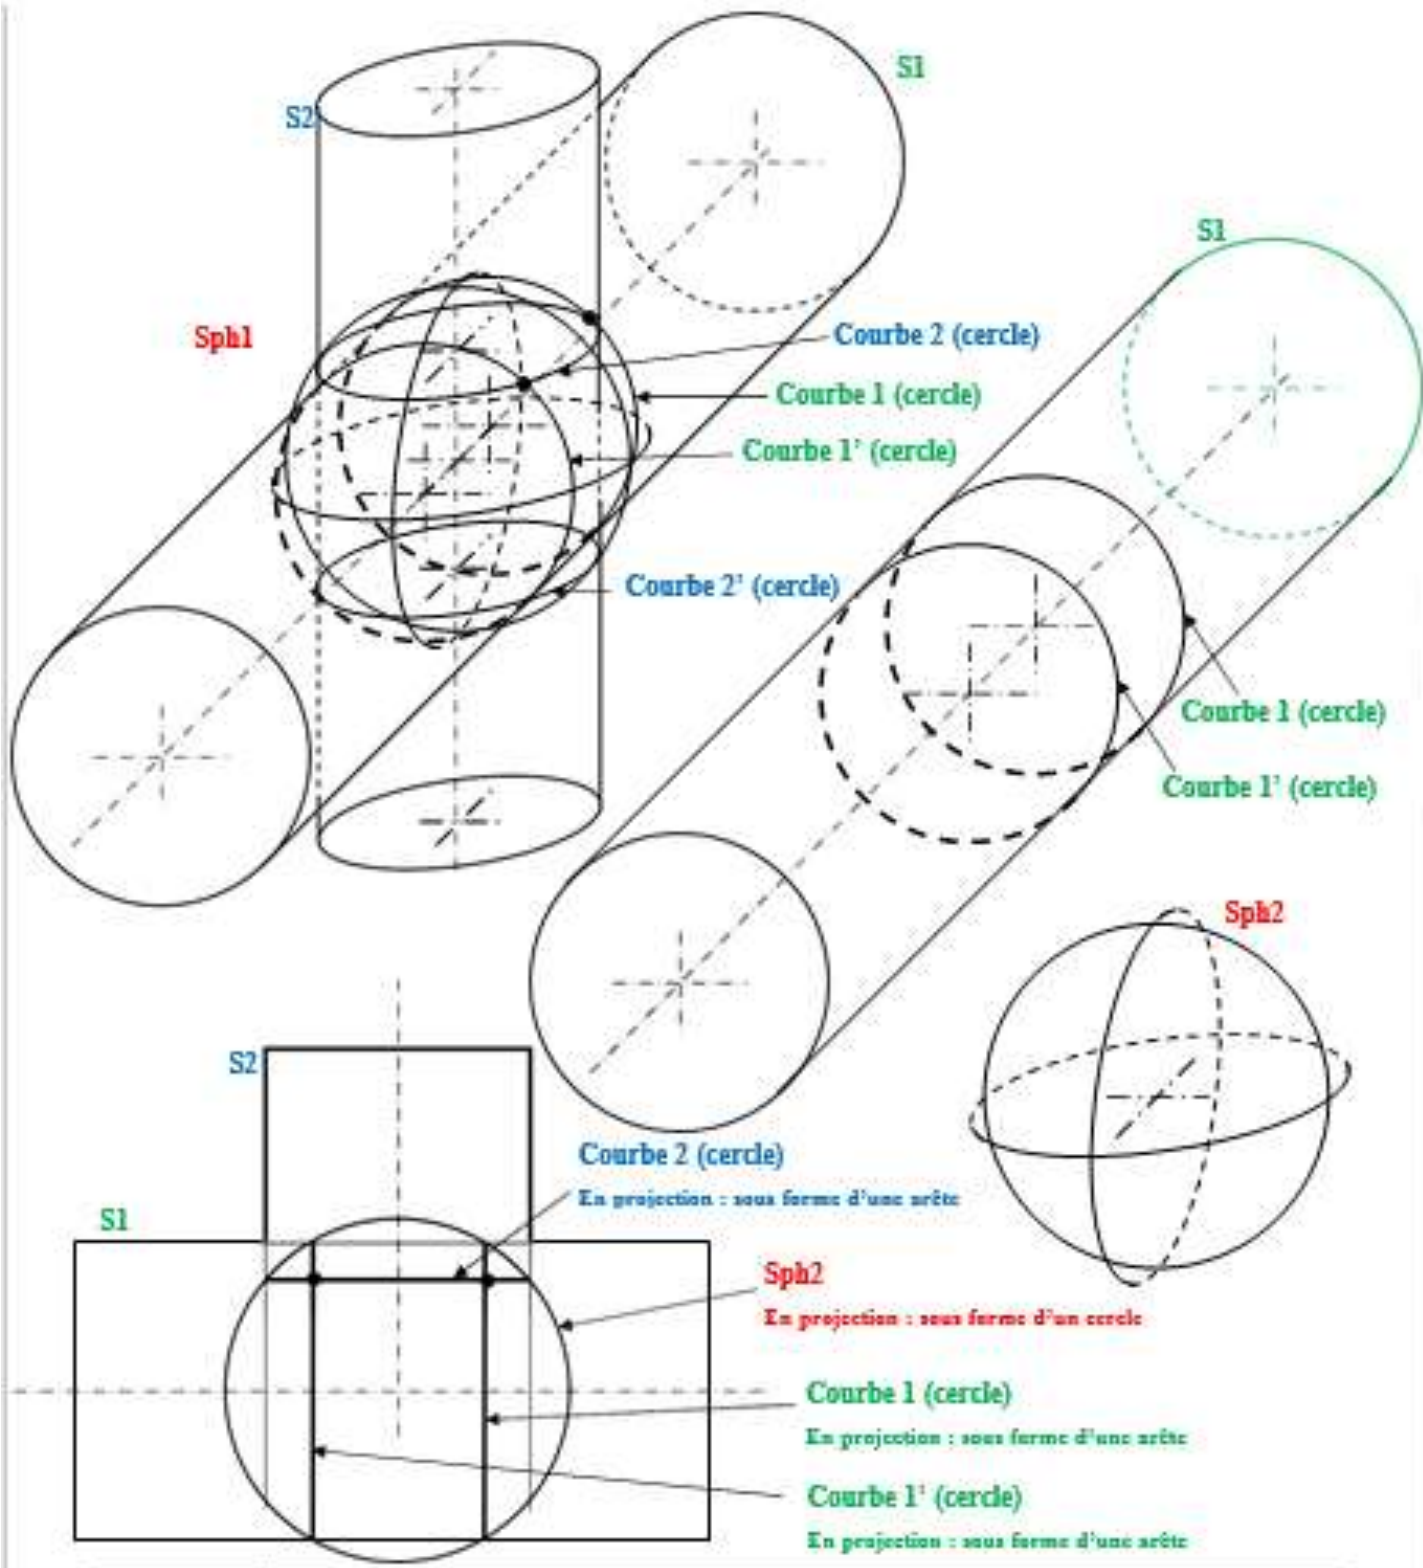 S1
S2
S1
Sph1
Courbe 2 (cercle)
Courbe 1 (cercle)
Courbe 1’ (cercle)
Courbe 2’ (cercle)
Courbe 1 (cercle)
Courbe 1’ (cercle)
Sph2
S2
Courbe 2 (cercle)
En projection : sous forme d’une arête
S1
Sph2
En projection : sous forme d’un cercle
Courbe 1 (cercle)
En projection : sous forme d’une arête
Courbe 1’ (cercle)
En projection : sous forme d’une arête